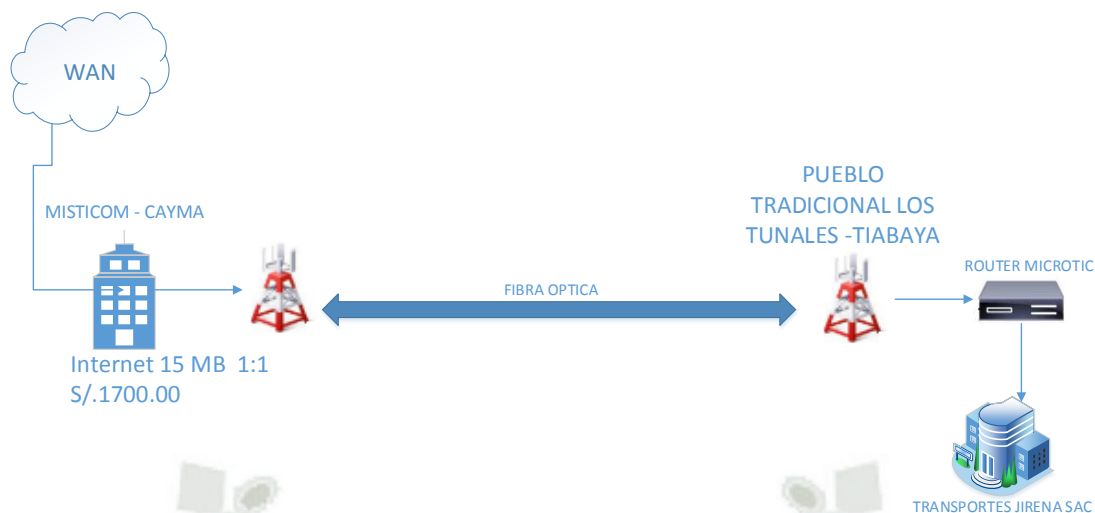 WAN
MISTICOM - CAYMA
Internet 15 MB 1:1
S/.1700.00
FIBRA OPTICA
PUEBLO
TRADICIONAL LOS
TUNALES -TIABAYA
ROUTER MICROTIC
TRANSPORTES JIRENA SAC